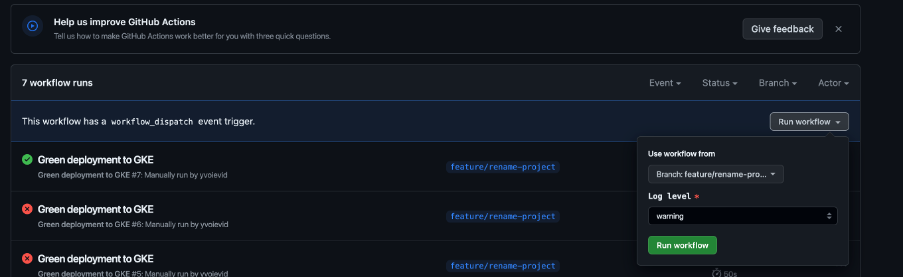 Help us improve GitHub Actions
Tell us how to make GitHub Actions work better for you with three quick questions.
Give feedback
7 workflow runs
Event
Status
Branch
Actor
This workflow has a workflow_dispatch event trigger.
Run workflow
Use workflow from
Branch: feature/rename-pro...
Log level *
warning
Run workflow
Green deployment to GKE
Green deployment to GKE #7: Manually run by yvoievid
feature/rename-project
Green deployment to GKE
Green deployment to GKE #6: Manually run by yvoievid
feature/rename-project
Green deployment to GKE
Green deployment to GKE #5: Manually run by yvoievid
feature/rename-project
50s